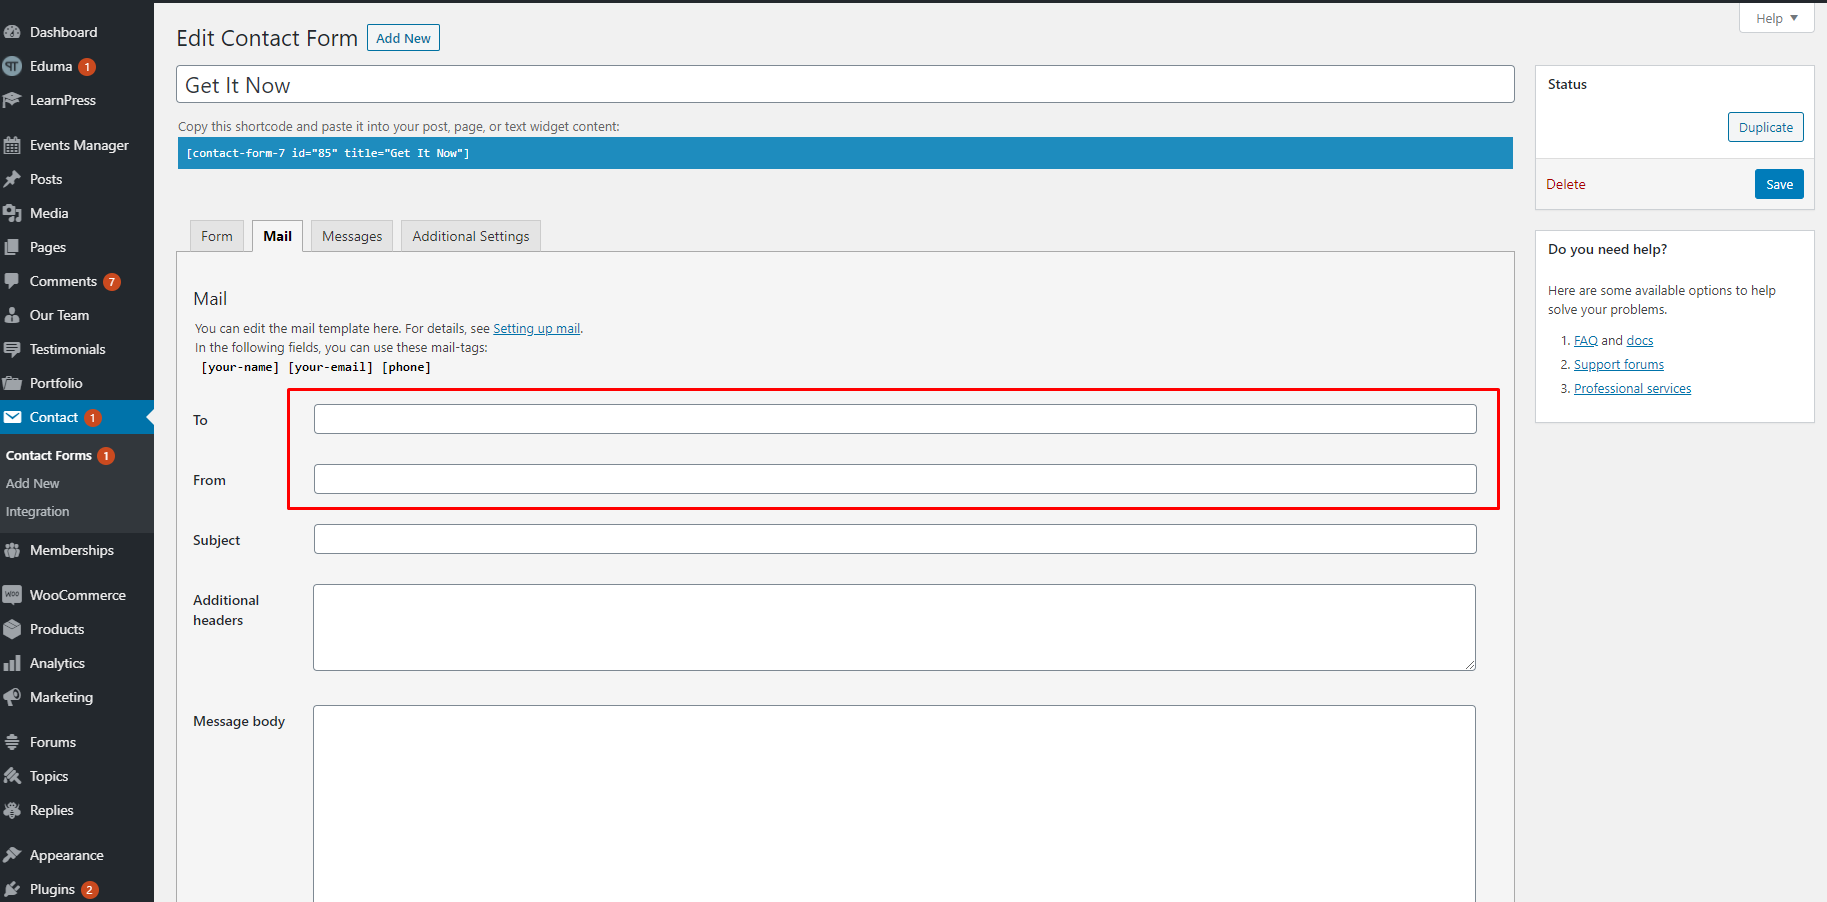 Dashboard
Eduma 1
LearnPress
Events Manager
Posts
Media
Pages
Comments 7
Our Team
Testimonials
Portfolio
Contact 1
Contact Forms 1
Add New
Integration
Memberships
WooCommerce
Products
Analytics
Marketing
Forums
Topics
Replies
Appearance
Plugins 2
Help
Edit Contact Form Add New
Get It Now
Copy this shortcode and paste it into your post, page, or text widget content:
[contact-form-7 id="85" title="Get It Now"]
Form Mail Messages Additional Settings
Mail
You can edit the mail template here. For details, see Setting up mail.
In the following fields, you can use these mail-tags:
[your-name] [your-email] [phone]
To
From
Subject
Additional
headers
Message body
Status
Duplicate
Delete Save
Do you need help?
Here are some available options to help
solve your problems.
1. FAQ and docs
2. Support forums
3. Professional services